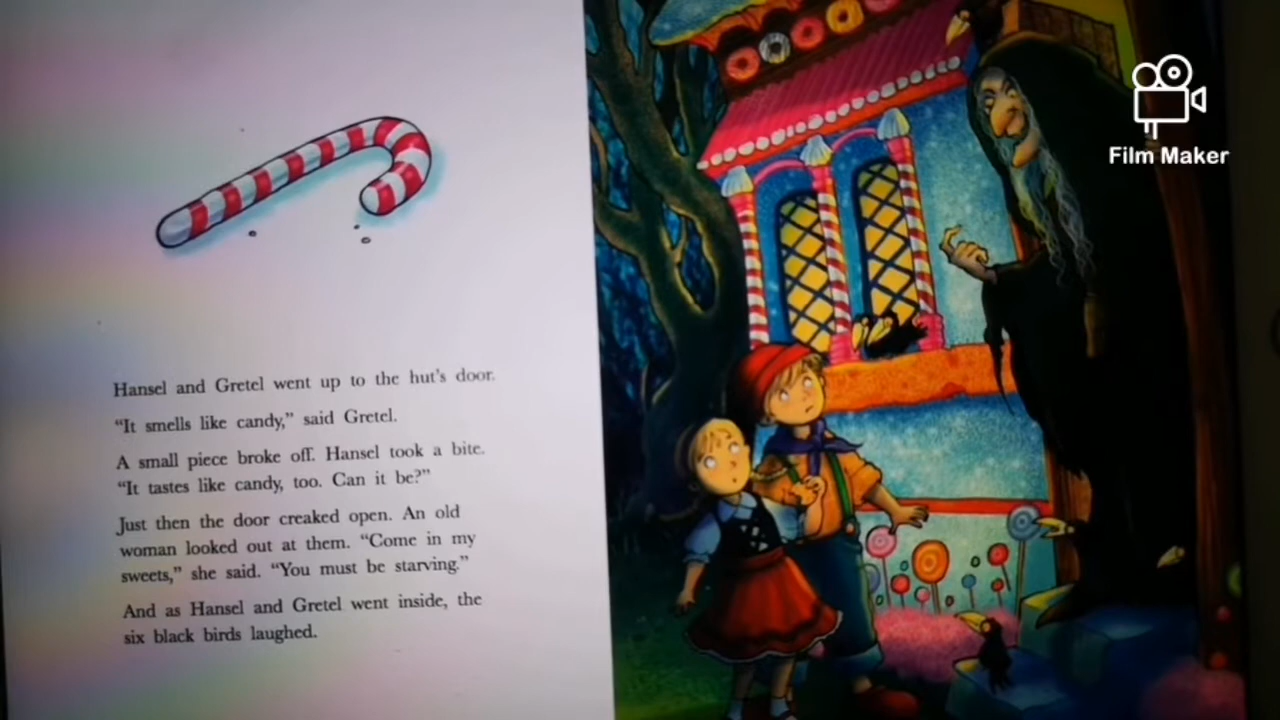 Hansel and Gretel went up to the hut's door.
“It smells like candy,” said Gretel.
A small piece broke off. Hansel took a bite.
“It tastes like candy, too. Can it be?”
Just then the door creaked open. An old
woman looked out at them. “Come in my
sweets,” she said. “You must be starving.”
And as Hansel and Gretel went inside, the
six black birds laughed.
Film Maker